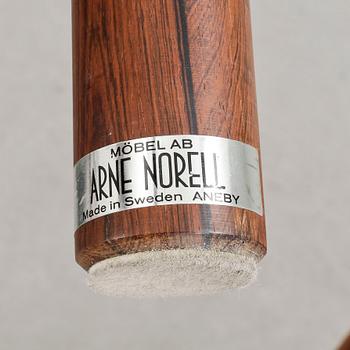 MÖBEL AB
ARNE NORELL
Made in Sweden ANEBY